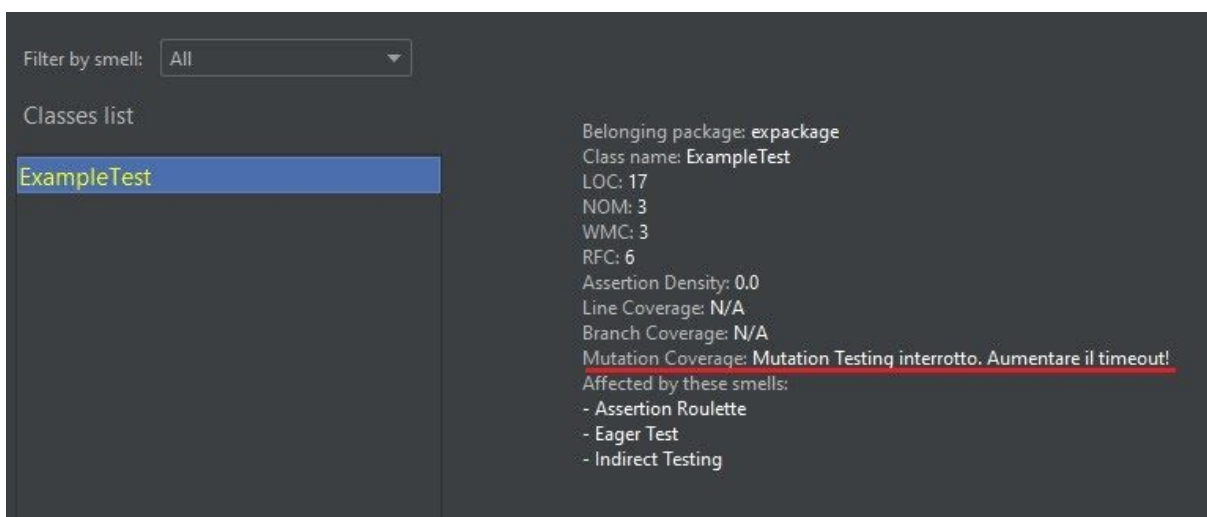 Filter by smell: All
Classes list
ExampleTest
Belonging package: expackage
Class name: ExampleTest
LOC: 17
NOM: 3
WMC: 3
RFC: 6
Assertion Density: 0.0
Line Coverage: N/A
Branch Coverage: N/A
Mutation Coverage: Mutation Testing interrotto. Aumentare il timeout!
Affected by these smells:
- Assertion Roulette
- Eager Test
- Indirect Testing